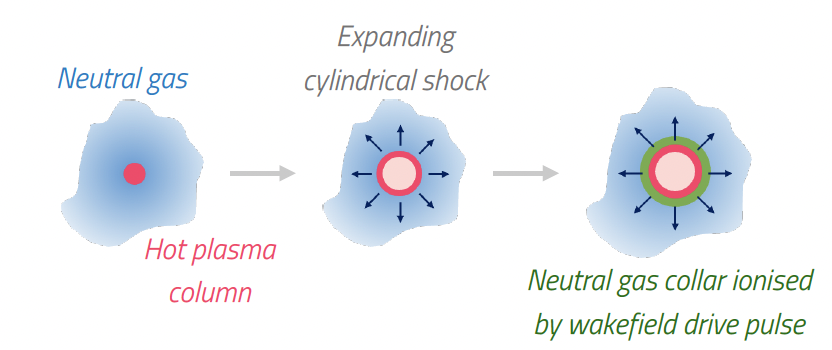 Neutral gas
Expanding
cylindrical shock
Hot plasma
column
Neutral gas collar ionised
by wakefield drive pulse